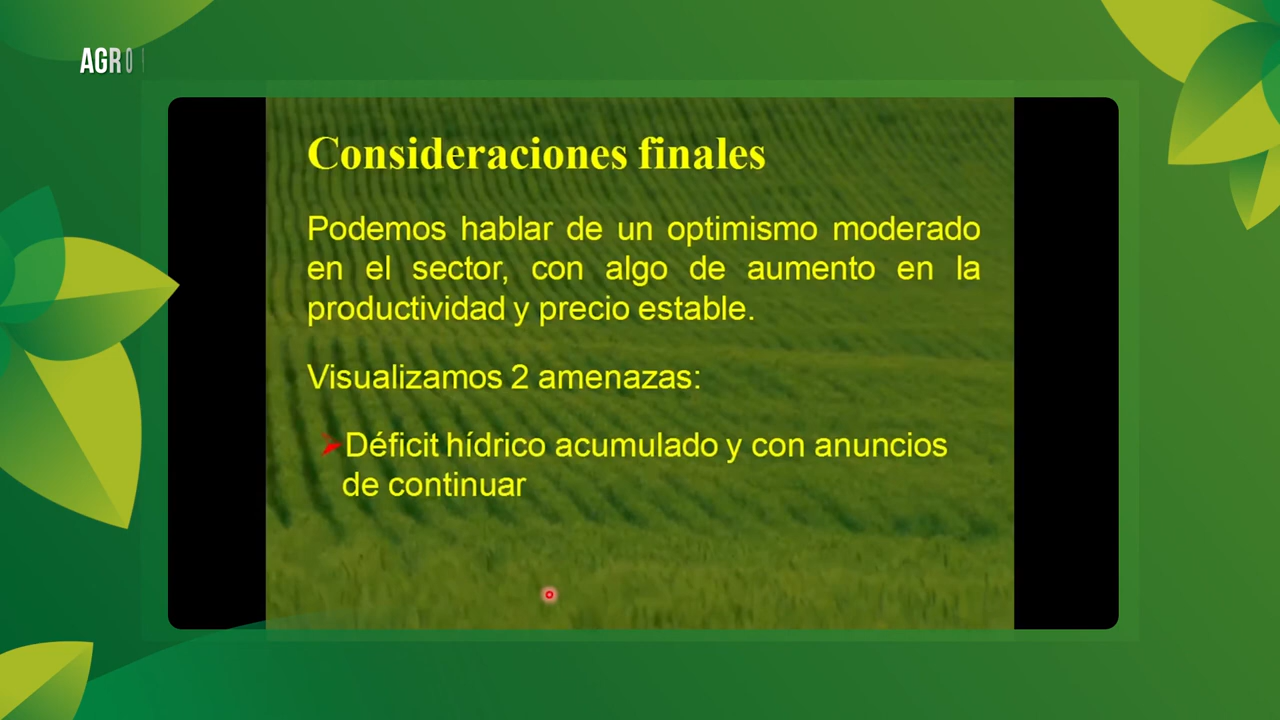 AGRO
Consideraciones finales
Podemos hablar de un optimismo moderado
en el sector, con algo de aumento en la
productividad y precio estable.
Visualizamos 2 amenazas:
Déficit hídrico acumulado y con anuncios
de continuar